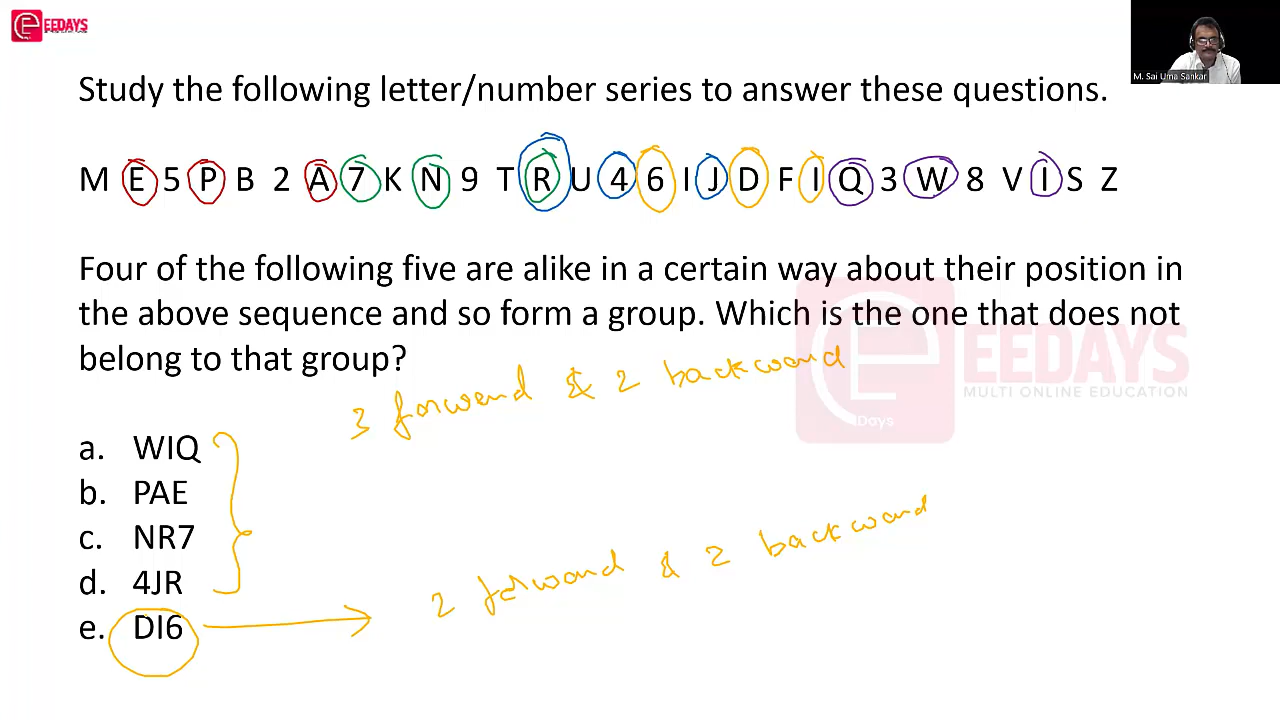 EEDAYS
M. Sai Uma Sankar
Study the following letter/number series to answer these questions.
M E 5 P B 2 A 7 K N 9 T R U 4 6 I J D F I Q 3 W 8 V I S Z
Four of the following five are alike in a certain way about their position in
the above sequence and so form a group. Which is the one that does not
belong to that group?
3 forward & 2 backward
EEDAYS
MULTI ONLINE EDUCATION
Days
a. WIQ
b. PAE
c. NR7
d. 4JR
e. DI6
2 forward & 2 backward